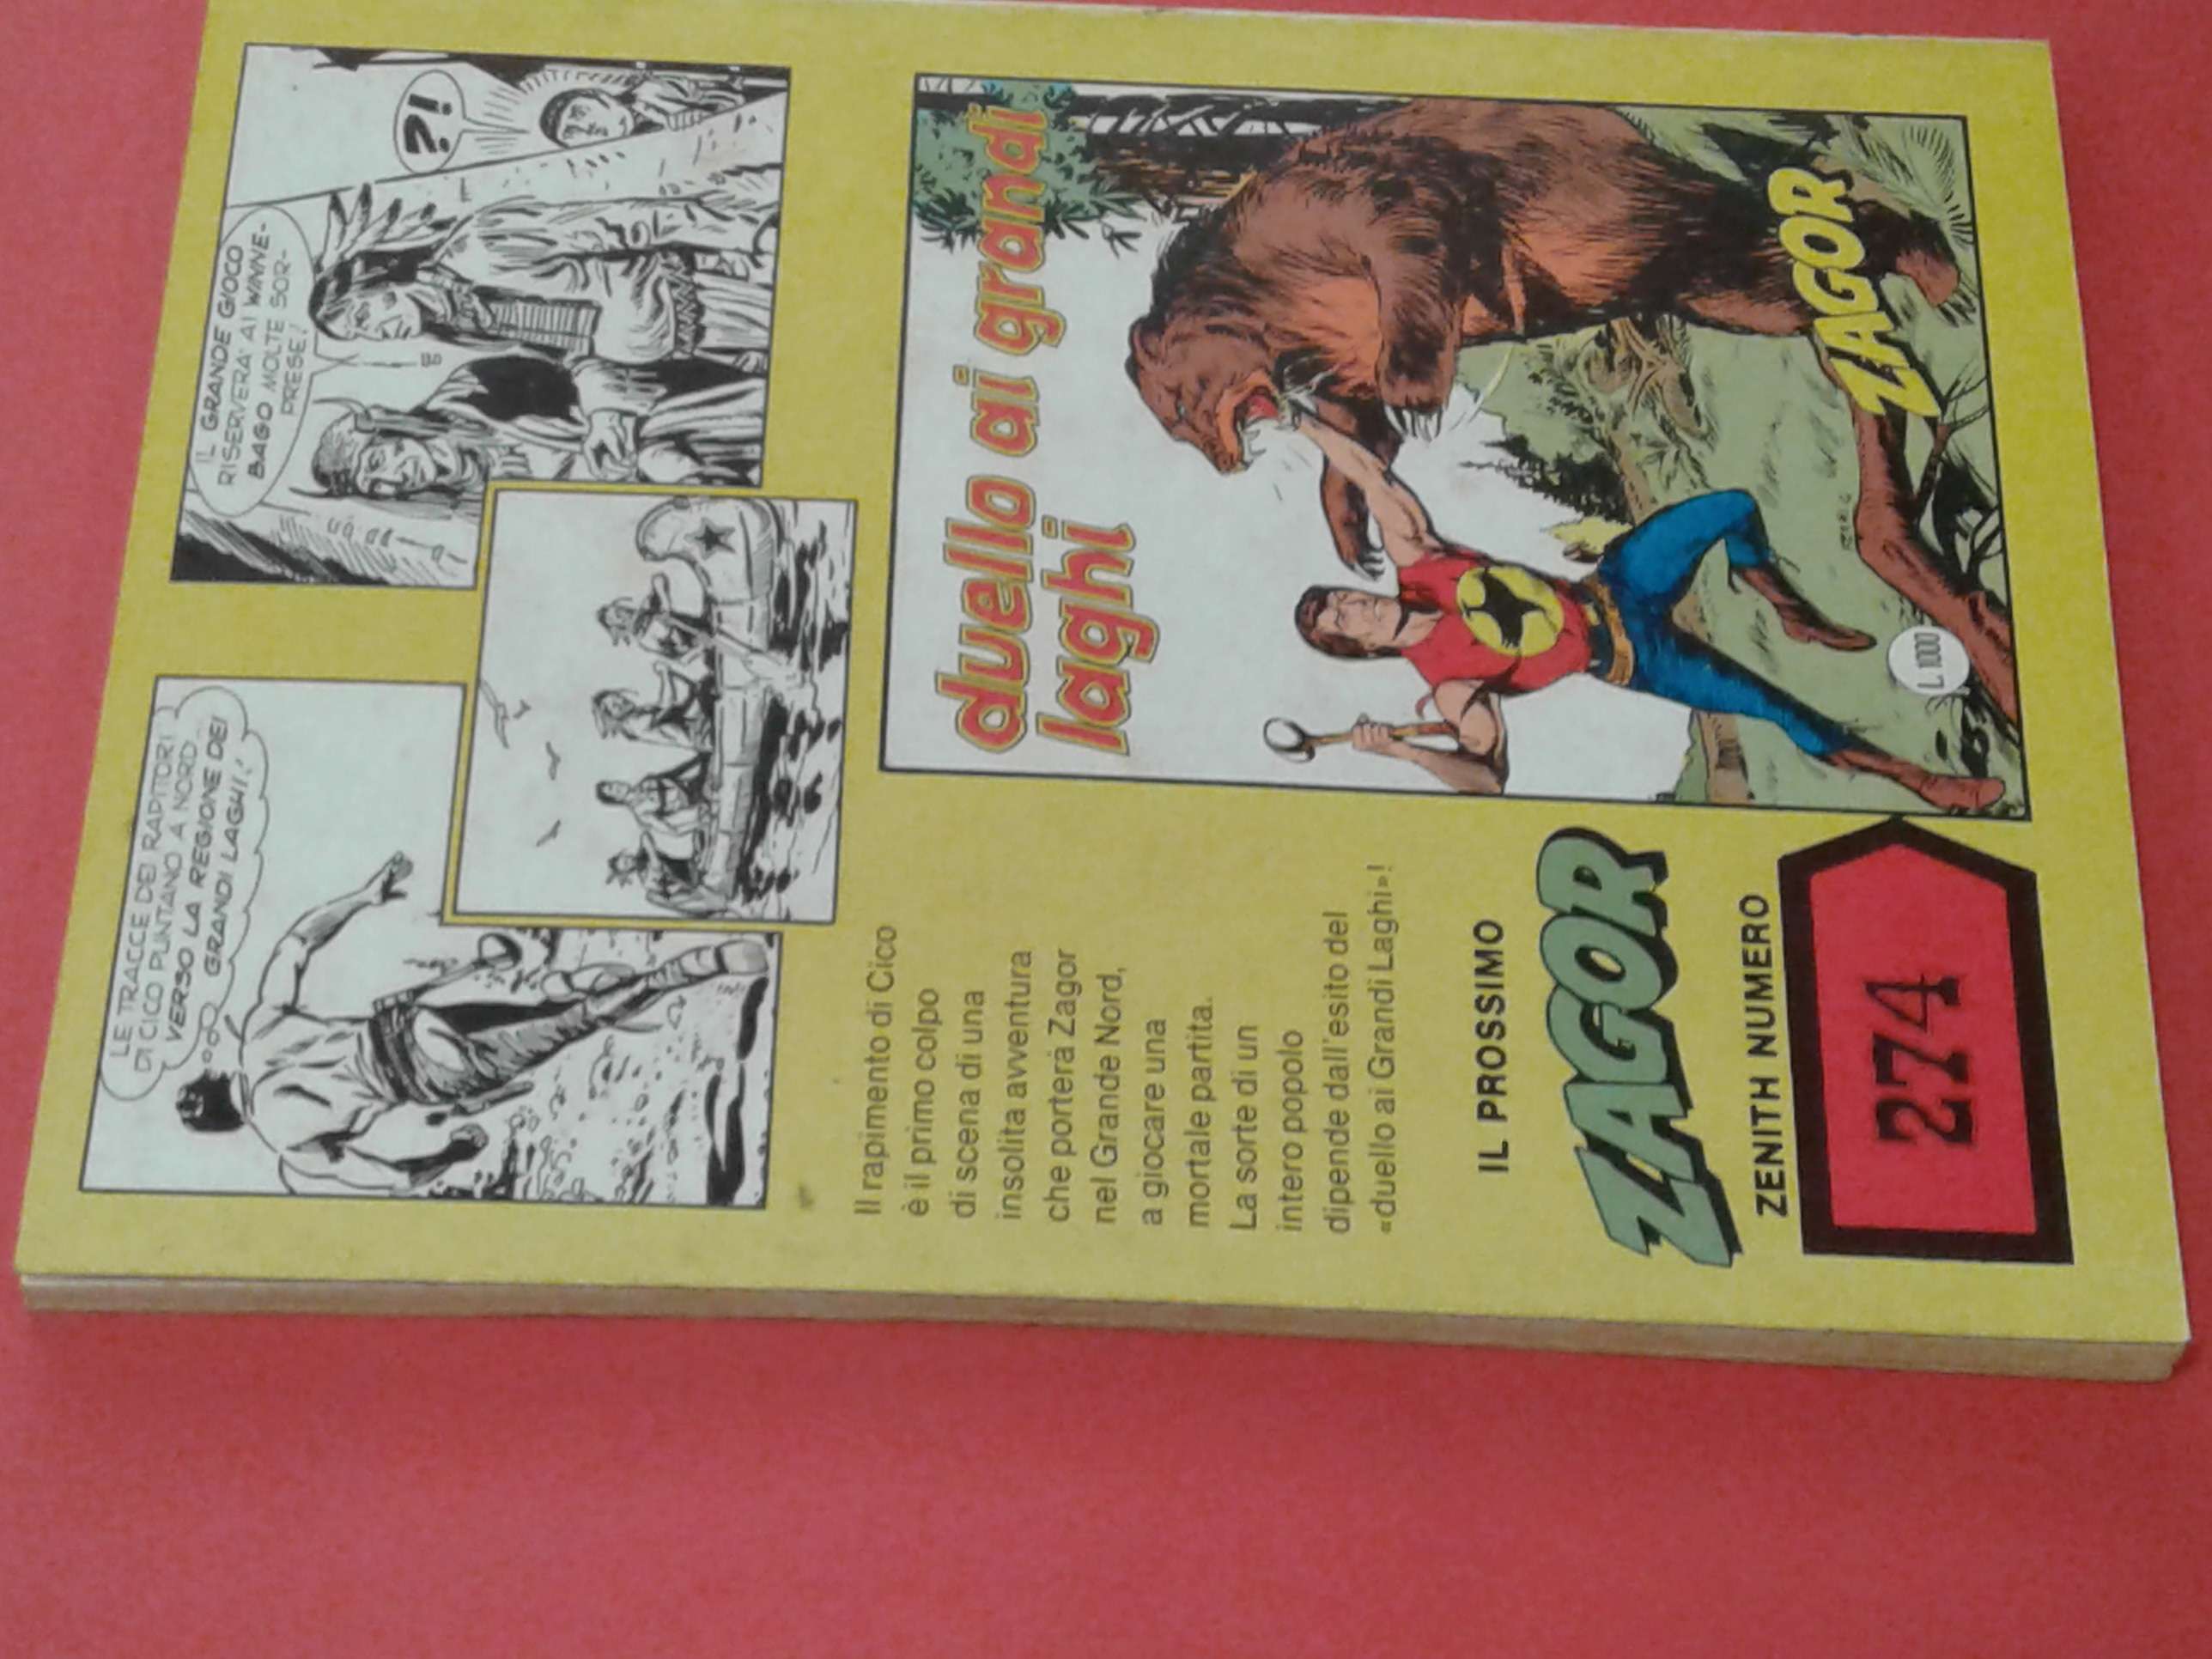 LE TRACCE DEI RAPITORI
DI CICO PUNTANO A NORD
VERSO LA REGIONE DEI
GRANDI LAGHI!
IL GRANDE GIOCO
RISERVERA' AI WINNE-
BAGO MOLTE SOR-
PRESE!
?!
Il rapimento di Cico
è il primo colpo
di scena di una
insolita avventura
che porterà Zagor
nel Grande Nord,
a giocare una
mortale partita.
La sorte di un
intero popolo
dipende dall'esito del
«duello ai Grandi Laghi»!
IL PROSSIMO
ZAGOR
ZENITH NUMERO
274
duello ai grandi
laghi
ZAGOR
L. 1000